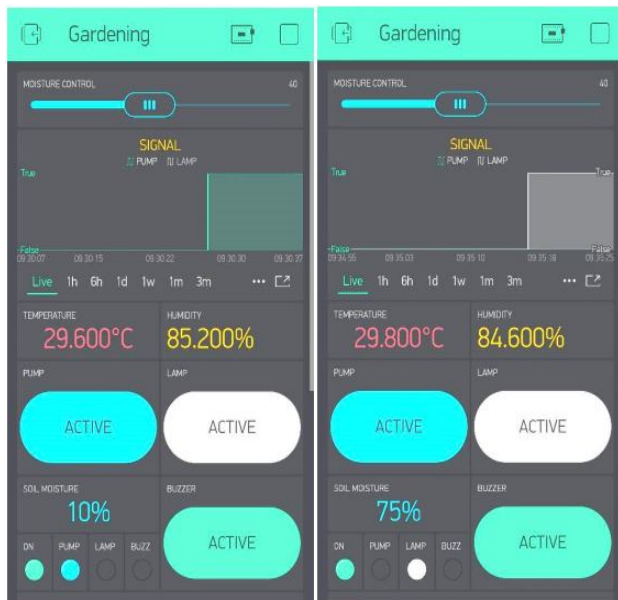 Gardening
MOISTURE CONTROL 40
SIGNAL
PUMP LAMP
True
False
09:30:07 09:30:15 09:30:22 09:30:30 09:30:37
Live 1h 6h 1d 1w 1m 3m
TEMPERATURE HUMIDITY
29.600°C 85.200%
PUMP LAMP
ACTIVE ACTIVE
SOIL MOISTURE BUZZER
10%
ACTIVE
ON PUMP LAMP BUZZ
Gardening
MOISTURE CONTROL 40
SIGNAL
PUMP LAMP
True True
False False
09:34:55 09:35:03 09:35:10 09:35:18 09:35:25
Live 1h 6h 1d 1w 1m 3m
TEMPERATURE HUMIDITY
29.800°C 84.600%
PUMP LAMP
ACTIVE ACTIVE
SOIL MOISTURE BUZZER
75%
ACTIVE
ON PUMP LAMP BUZZ